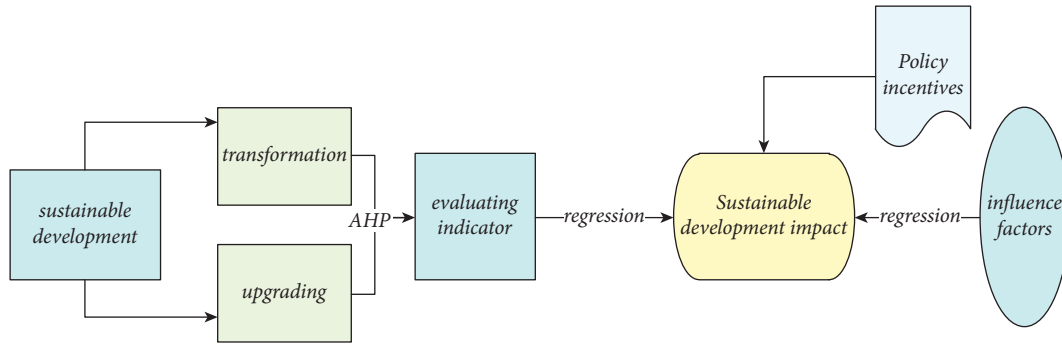 Policy
incentives
transformation
sustainable
development
AHP
evaluating
indicator
regression
Sustainable
development impact
regression
influence
factors
upgrading